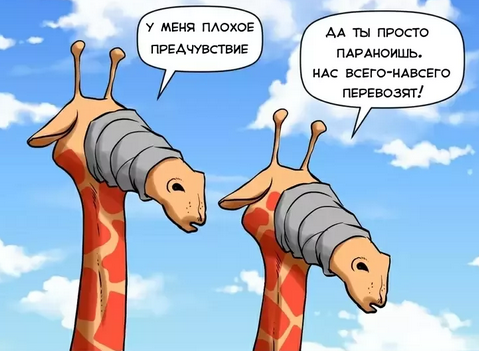 У МЕНЯ ПЛОХОЕ
ПРЕДЧУВСТВИЕ
ДА ТЫ ПРОСТО
ПАРАНОИШЬ.
НАС ВСЕГО-НАВСЕГО
ПЕРЕВОЗЯТ!